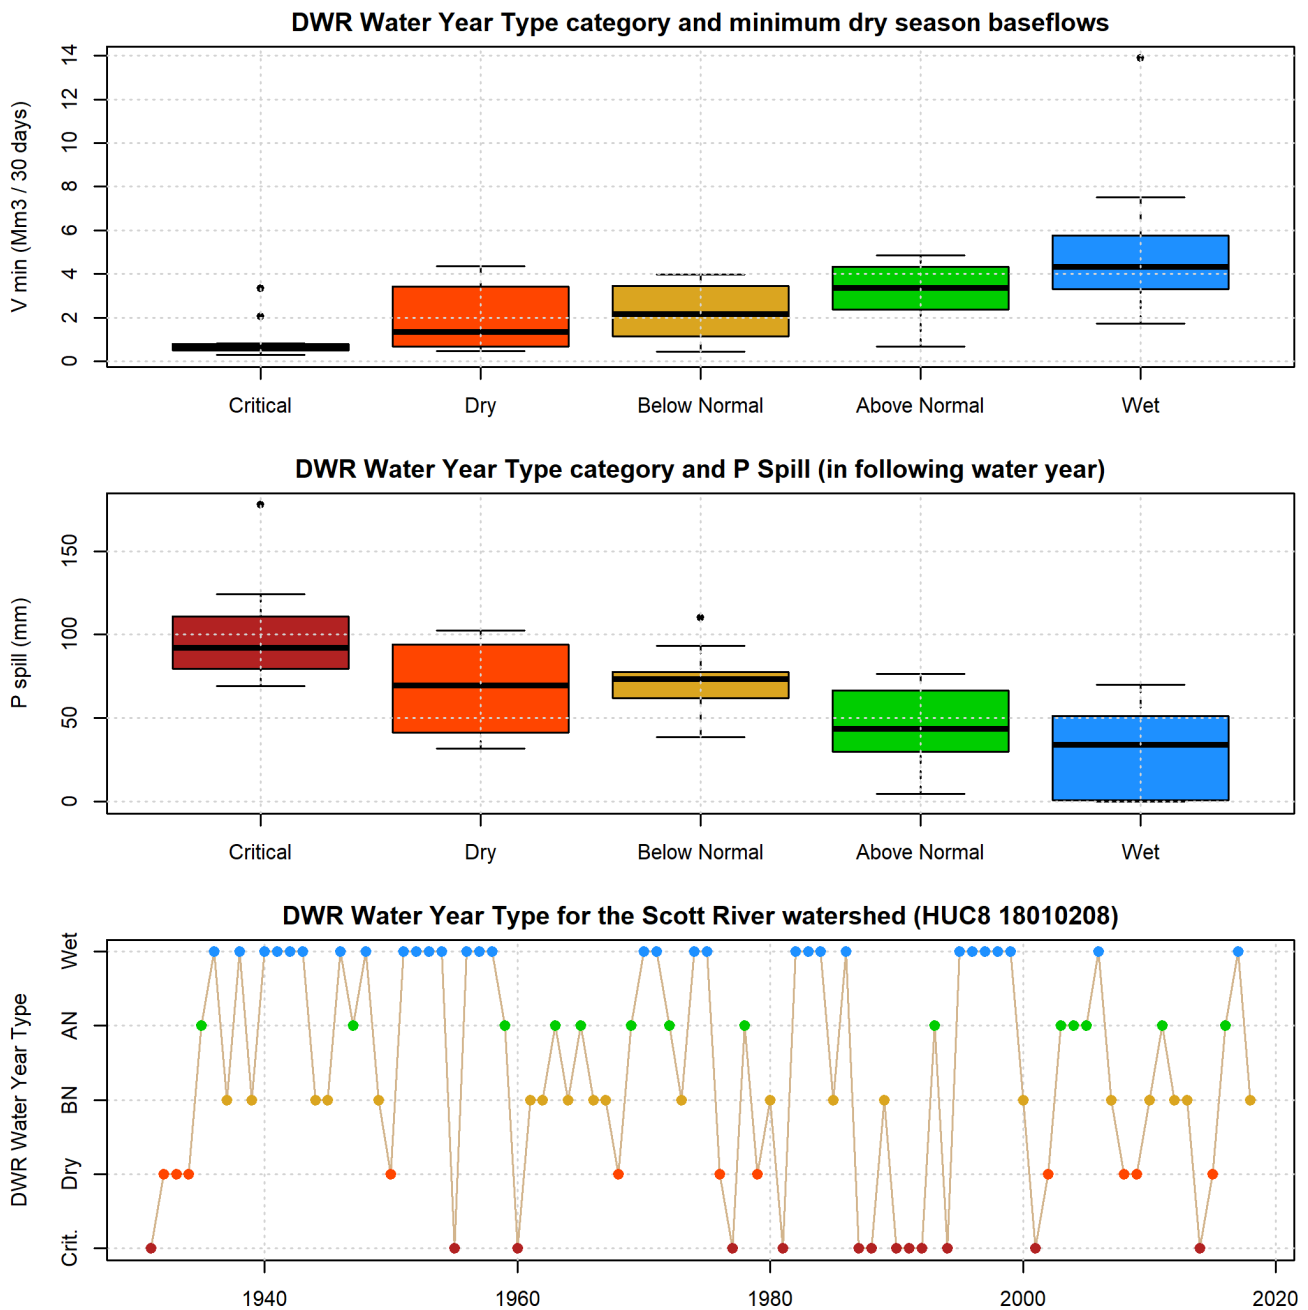 DWR Water Year Type category and minimum dry season baseflows
V min (Mm3 / 30 days)
14
12
10
8
6
4
2
0
Critical Dry Below Normal Above Normal Wet
DWR Water Year Type category and P Spill (in following water year)
P spill (mm)
150
100
50
0
Critical Dry Below Normal Above Normal Wet
DWR Water Year Type for the Scott River watershed (HUC8 18010208)
DWR Water Year Type
Wet
AN
BN
Dry
Crit.
1940 1960 1980 2000 2020